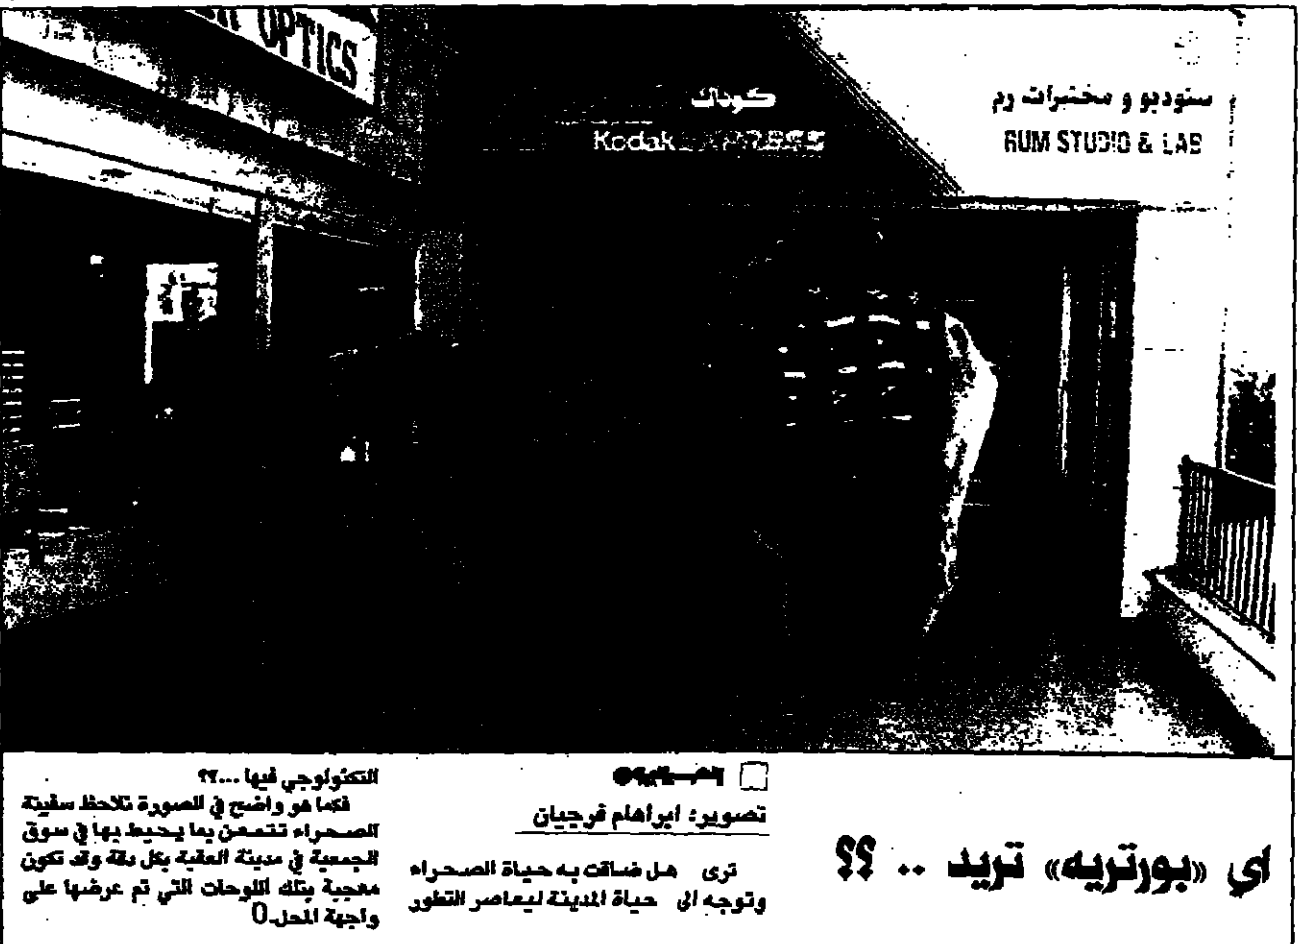 OPTICS
كوداك
Kodak EXPRESS
ستوديو و مختبرات رم
RUM STUDIO & LAB
اي «بورتريه» تريد .. ؟؟
تصوير: ابراهام فرجيان
ترى هل ضاقت به حياة الصحراء
وتوجه الى حياة المدينة ليعاصر التطور
التكنولوجي فيها ...؟؟
فكما هو واضح في الصورة تلاحظ سفينة
الصحراء تتمعن بما يحيط بها في سوق
الجمعية في مدينة العقبة بكل دقة وقد تكون
معجبة بتلك اللوحات التي تم عرضها على
واجهة المحل.